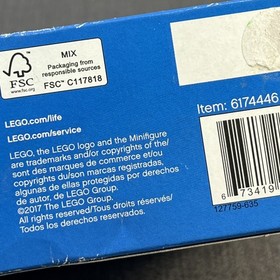 FSC
www.fsc.org
MIX
Packaging from
responsible sources
FSC™ C117818
LEGO.com/life
LEGO.com/service
LEGO, the LEGO logo and the Minifigure
are trademarks and/or copyrights of the/
sont des marques de commerce et/ou
copyrights du/son marcas registradas,
algunas de ellas protegidas por derechos
de autor, de LEGO Group.
©2017 The LEGO Group.
All rights reserved/Tous droits réservés/
Todos los derechos reservados.
Item: 6174446
6 73419
127759-635